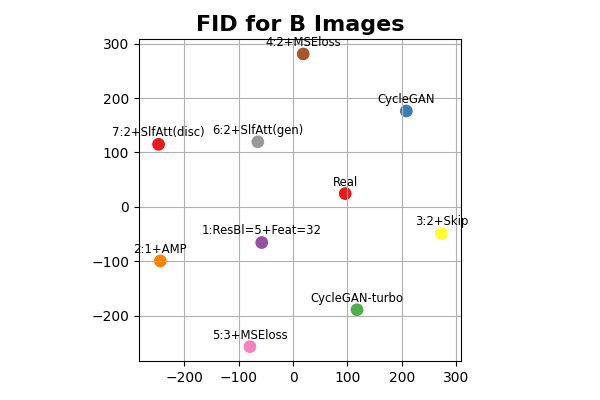 FID for B Images
4:2+MSEloss
CycleGAN
7:2+SlfAtt(disc)
6:2+SlfAtt(gen)
Real
3:2+Skip
1:ResBl=5+Feat=32
2:1+AMP
CycleGAN-turbo
5:3+MSEloss
300
200
100
0
−100
−200
−200
−100
0
100
200
300